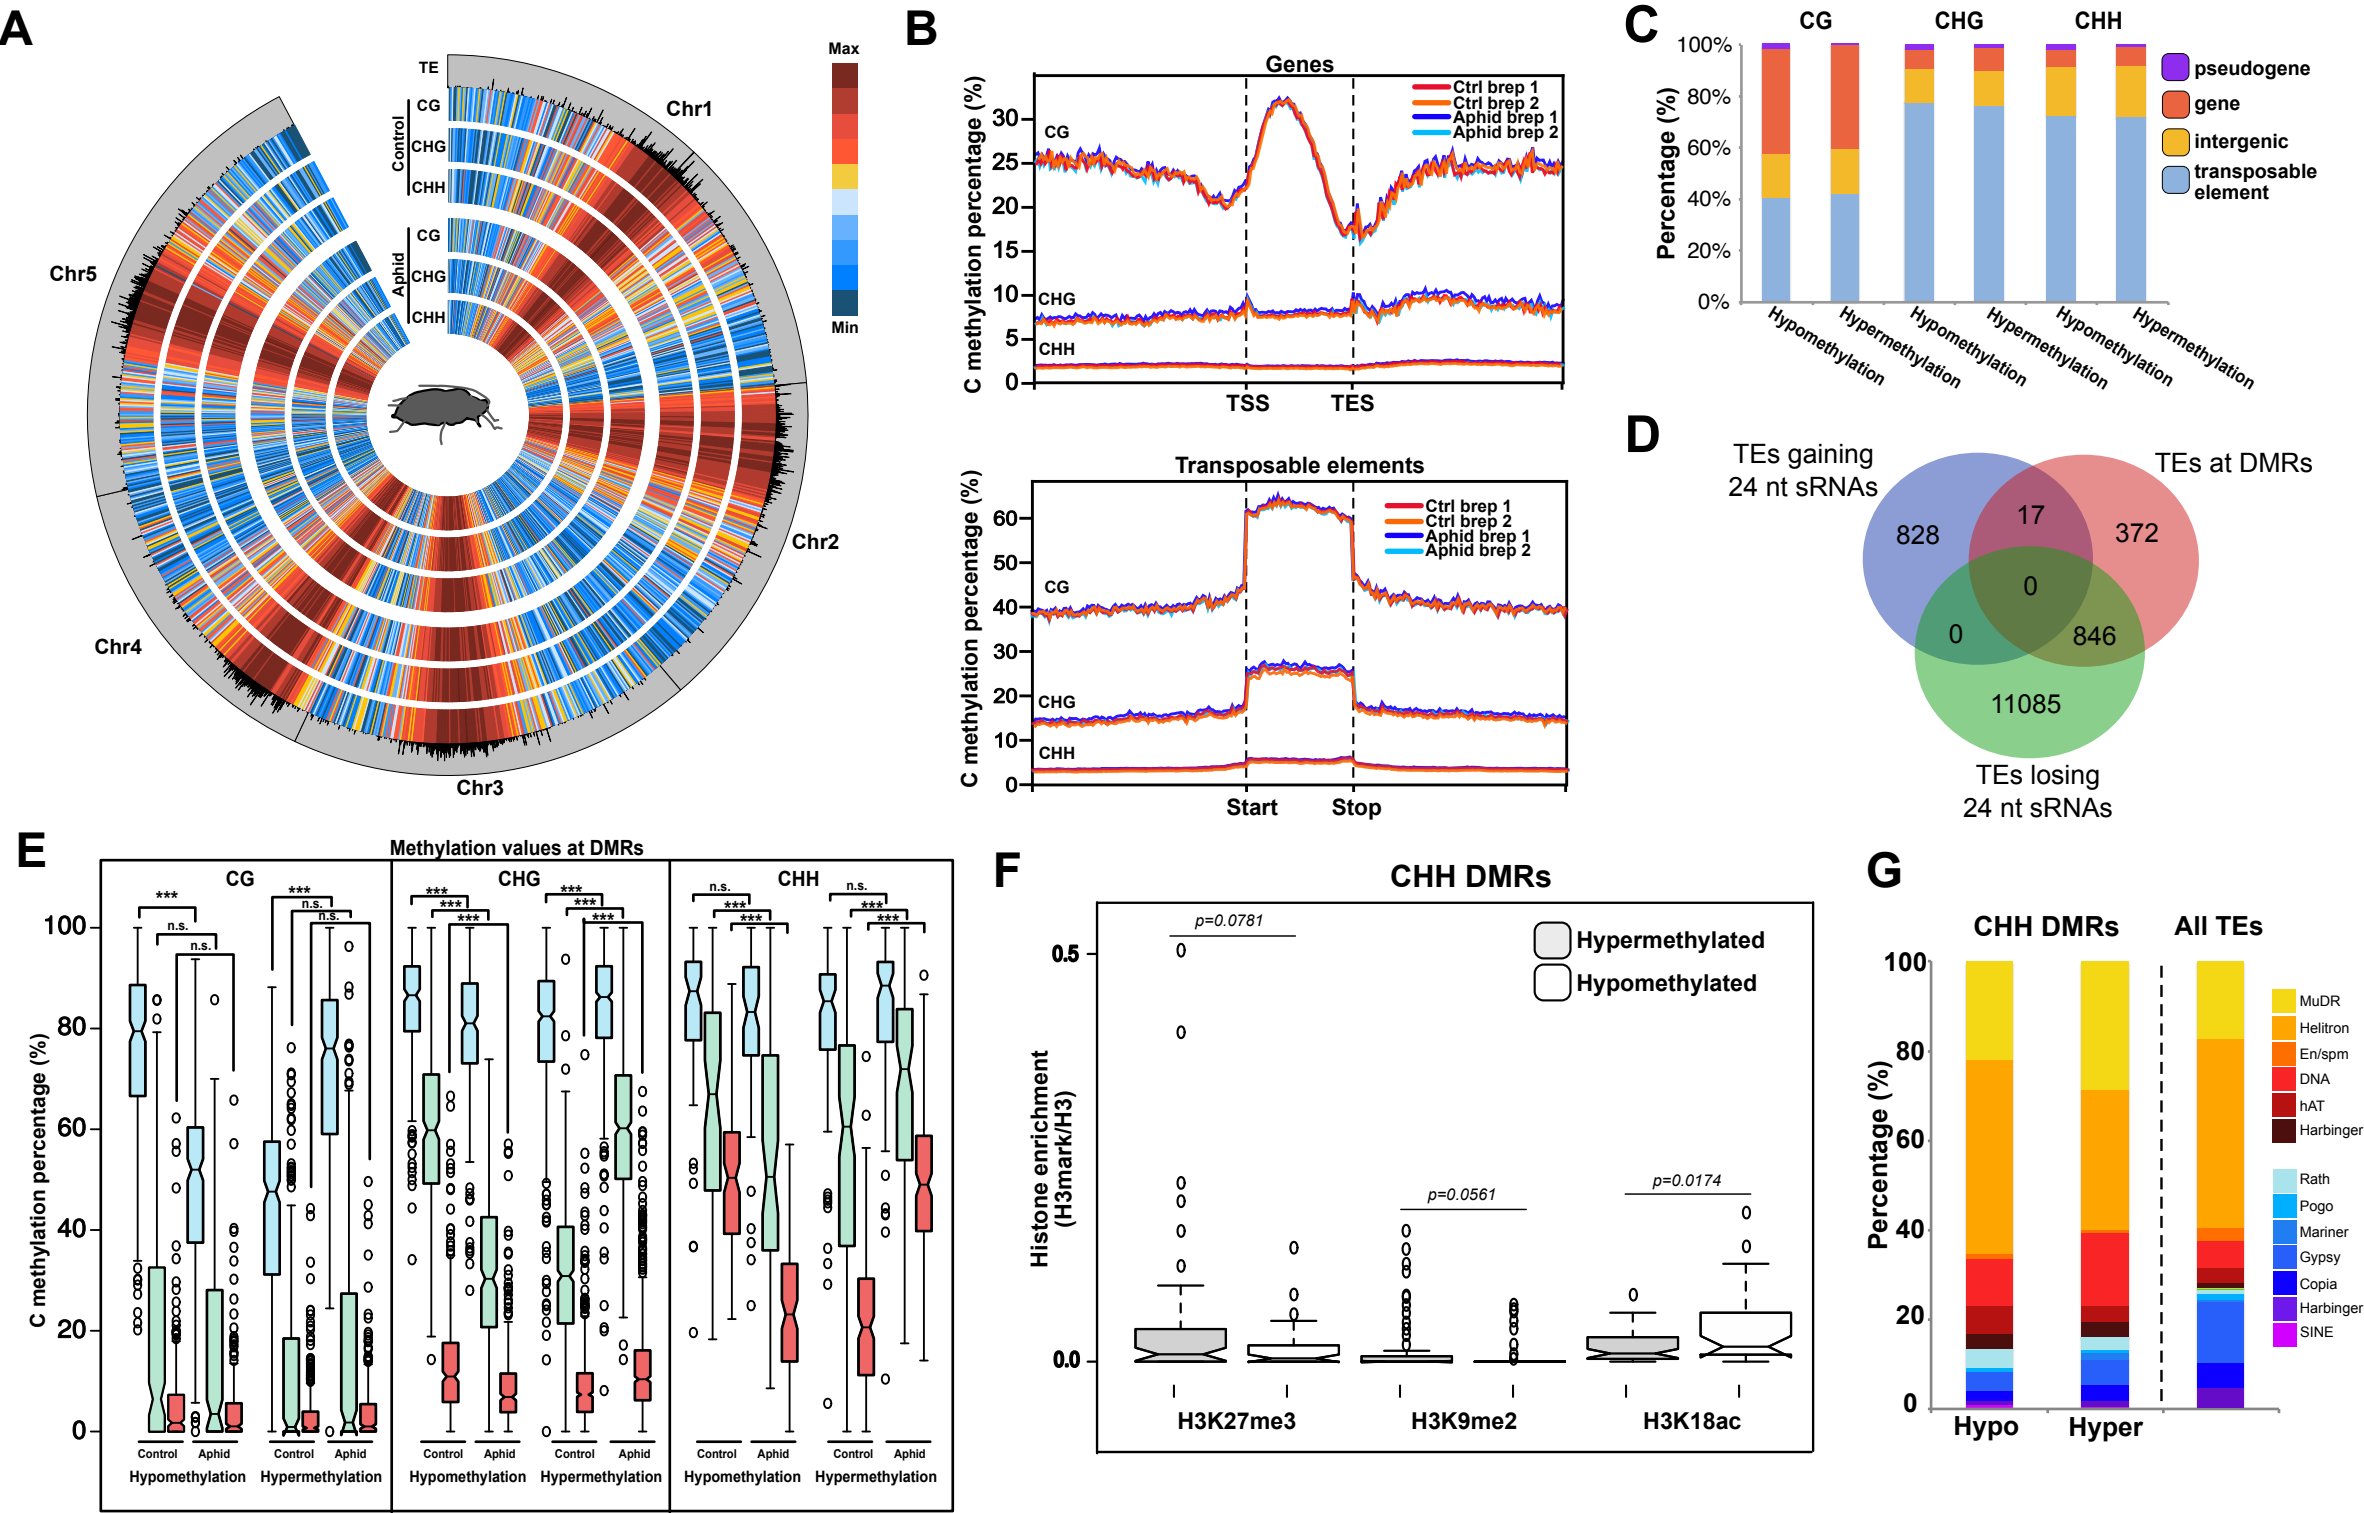 A
TE
CG
CHG
CHH
Control
CG
CHG
CHH
Aphid
Chr1
Chr2
Chr3
Chr4
Chr5
Max
Min
B
Genes
C methylation percentage (%)
30
25
20
15
10
5
0
CG
CHG
CHH
Ctrl brep 1
Ctrl brep 2
Aphid brep 1
Aphid brep 2
TSS
TES
Transposable elements
C methylation percentage (%)
60
50
40
30
20
10
0
CG
CHG
CHH
Ctrl brep 1
Ctrl brep 2
Aphid brep 1
Aphid brep 2
Start
Stop
C
CG
CHG
CHH
Percentage (%)
100%
80%
60%
40%
20%
0%
Hypomethylation
Hypermethylation
Hypomethylation
Hypermethylation
Hypomethylation
Hypermethylation
pseudogene
gene
intergenic
transposable
element
D
TEs gaining
24 nt sRNAs
TEs at DMRs
828
17
372
0
0
846
11085
TEs losing
24 nt sRNAs
E
Methylation values at DMRs
CG
CHG
CHH
C methylation percentage (%)
100
80
60
40
20
0
***
n.s.
n.s.
***
n.s.
n.s.
***
***
***
***
***
***
n.s.
***
***
n.s.
***
***
Control
Aphid
Control
Aphid
Control
Aphid
Control
Aphid
Control
Aphid
Control
Aphid
Hypomethylation
Hypermethylation
Hypomethylation
Hypermethylation
Hypomethylation
Hypermethylation
F
CHH DMRs
Histone enrichment
(H3mark/H3)
0.5
0.0
p=0.0781
p=0.0561
p=0.0174
Hypermethylated
Hypomethylated
H3K27me3
H3K9me2
H3K18ac
G
CHH DMRs
All TEs
Percentage (%)
100
80
60
40
20
0
Hypo
Hyper
MuDR
Helitron
En/spm
DNA
hAT
Harbinger
Rath
Pogo
Mariner
Gypsy
Copia
Harbinger
SINE